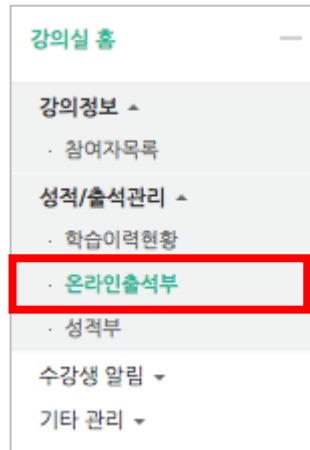 강의실 홈
강의정보
· 참여자목록
성적/출석관리
· 학습이력현황
· 온라인출석부
· 성적부
수강생 알림
기타 관리